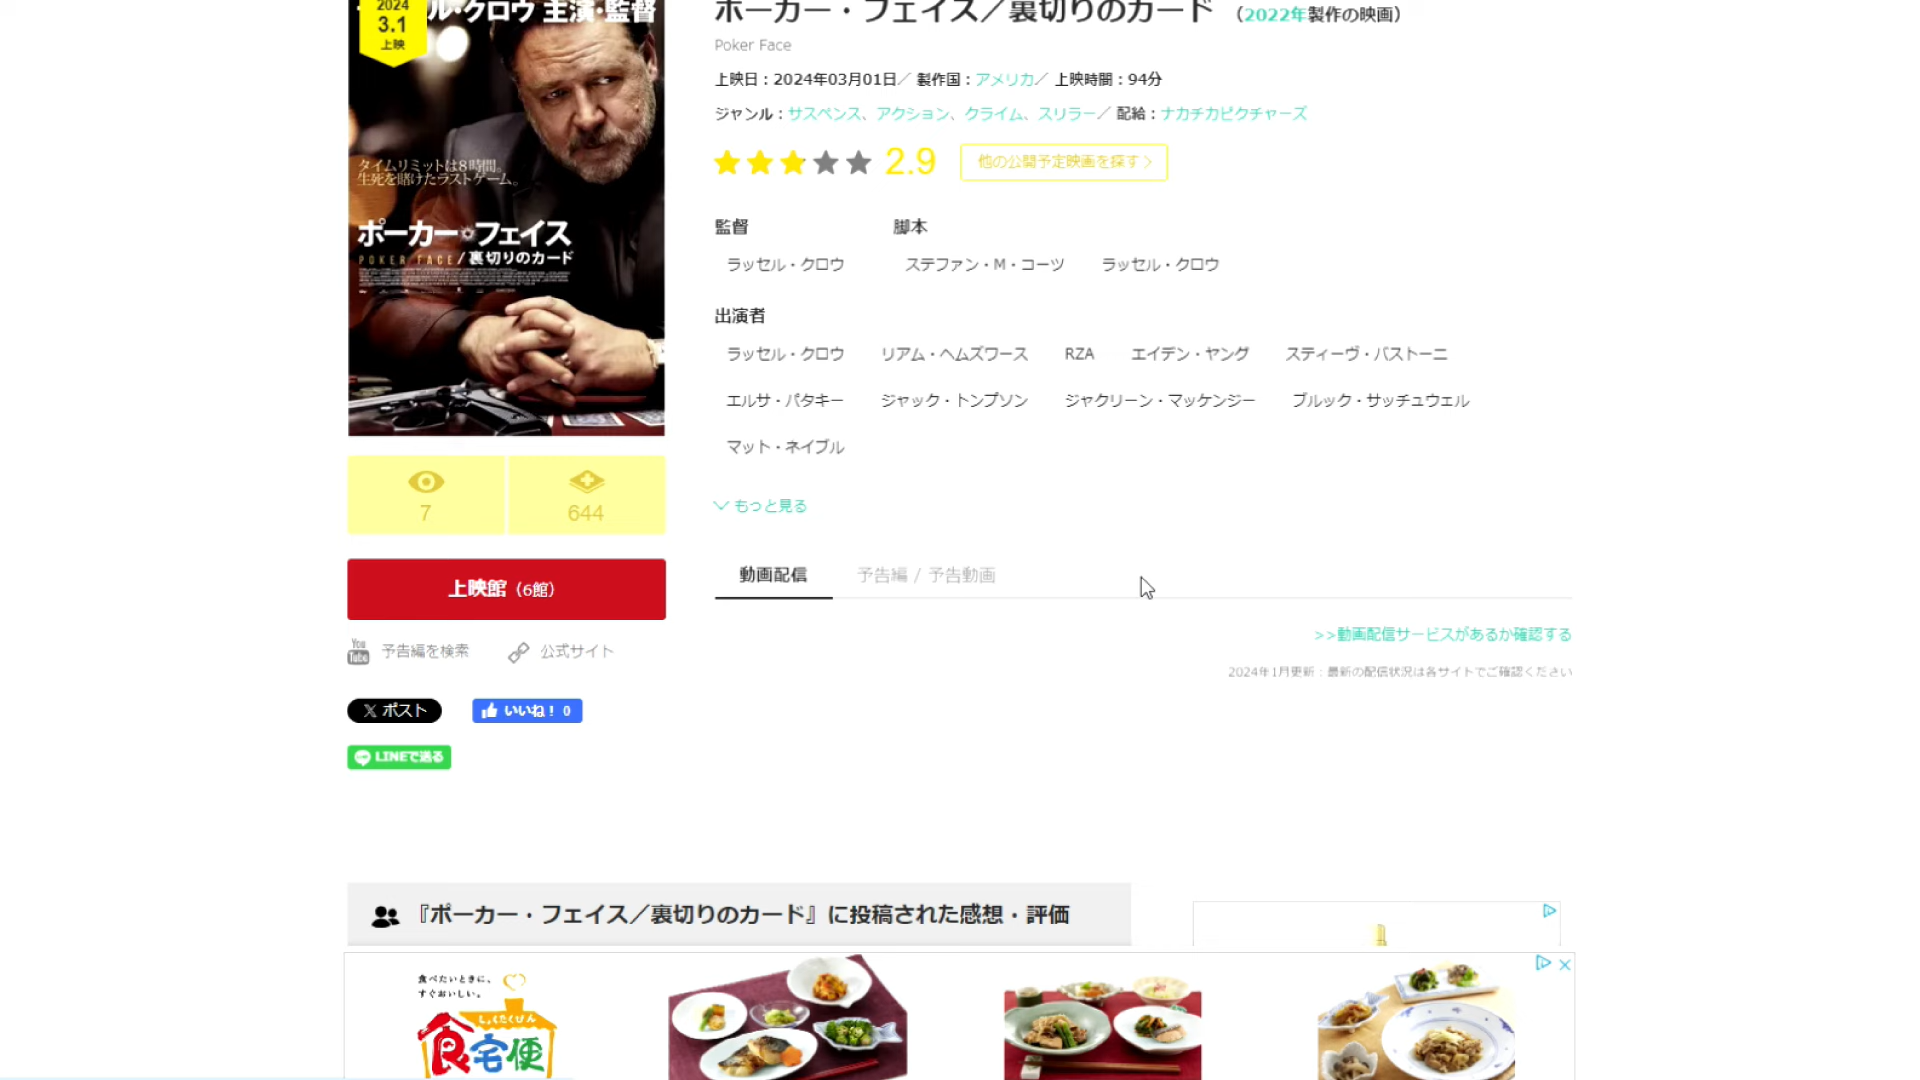 2024
3.1
上映
ル・クロウ 主演・監督
タイムリミットは8時間。
生死を賭けたラストゲーム。
ポーカー・フェイス
POKER FACE/裏切りのカード
7
644
上映館（6館）
You Tube
予告編を検索
公式サイト
ポスト
いいね！ 0
LINEで送る
ポーカー・フェイス／裏切りのカード （2022年製作の映画）
Poker Face
上映日：2024年03月01日／ 製作国：アメリカ／ 上映時間：94分
ジャンル：サスペンス、アクション、クライム、スリラー／ 配給：ナカチカピクチャーズ
2.9
他の公開予定映画を探す
監督
脚本
ラッセル・クロウ
ステファン・M・コーツ
ラッセル・クロウ
出演者
ラッセル・クロウ リアム・ヘムズワース RZA エイデン・ヤング スティーヴ・バストーニ
エルサ・パタキー ジャック・トンプソン ジャクリーン・マッケンジー ブルック・サッチュウェル
マット・ネイブル
もっと見る
動画配信
予告編 / 予告動画
>>動画配信サービスがあるか確認する
2024年1月更新：最新の配信状況は各サイトでご確認ください
『ポーカー・フェイス／裏切りのカード』に投稿された感想・評価
食べたいときに、
すぐおいしい。
しょくたくびん
食宅便